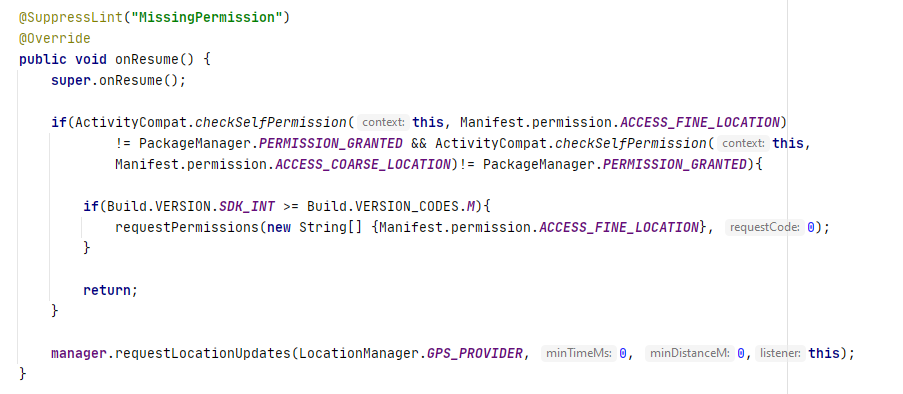 @SuppressLint("MissingPermission")
@Override
public void onResume() {
super.onResume();
if(ActivityCompat.checkSelfPermission( context: this, Manifest.permission.ACCESS_FINE_LOCATION)
!= PackageManager.PERMISSION_GRANTED && ActivityCompat.checkSelfPermission( context: this,
Manifest.permission.ACCESS_COARSE_LOCATION)!= PackageManager.PERMISSION_GRANTED){
if(Build.VERSION.SDK_INT >= Build.VERSION_CODES.M){
requestPermissions(new String[] {Manifest.permission.ACCESS_FINE_LOCATION}, requestCode: 0);
}
return;
}
manager.requestLocationUpdates(LocationManager.GPS_PROVIDER, minTimeMs: 0, minDistanceM: 0, listener: this);
}